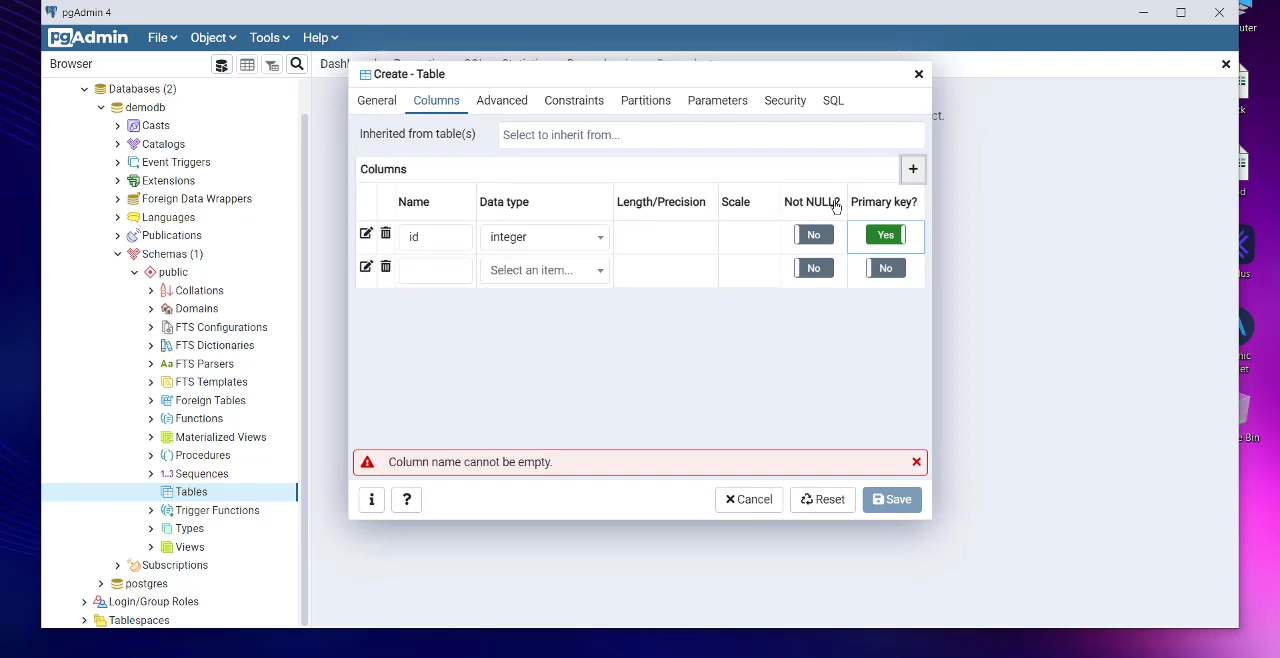 pgAdmin 4
pgAdmin File Object Tools Help
Browser
Create - Table
General Columns Advanced Constraints Partitions Parameters Security SQL
Inherited from table(s) Select to inherit from...
Columns
Name Data type Length/Precision Scale Not NULL? Primary key?
id integer No Yes
Select an item... No No
Column name cannot be empty.
i ? Cancel Reset Save
Databases (2)
demodb
Casts
Catalogs
Event Triggers
Extensions
Foreign Data Wrappers
Languages
Publications
Schemas (1)
public
Collations
Domains
FTS Configurations
FTS Dictionaries
Aa FTS Parsers
FTS Templates
Foreign Tables
Functions
Materialized Views
Procedures
1..3 Sequences
Tables
Trigger Functions
Types
Views
Subscriptions
postgres
Login/Group Roles
Tablespaces